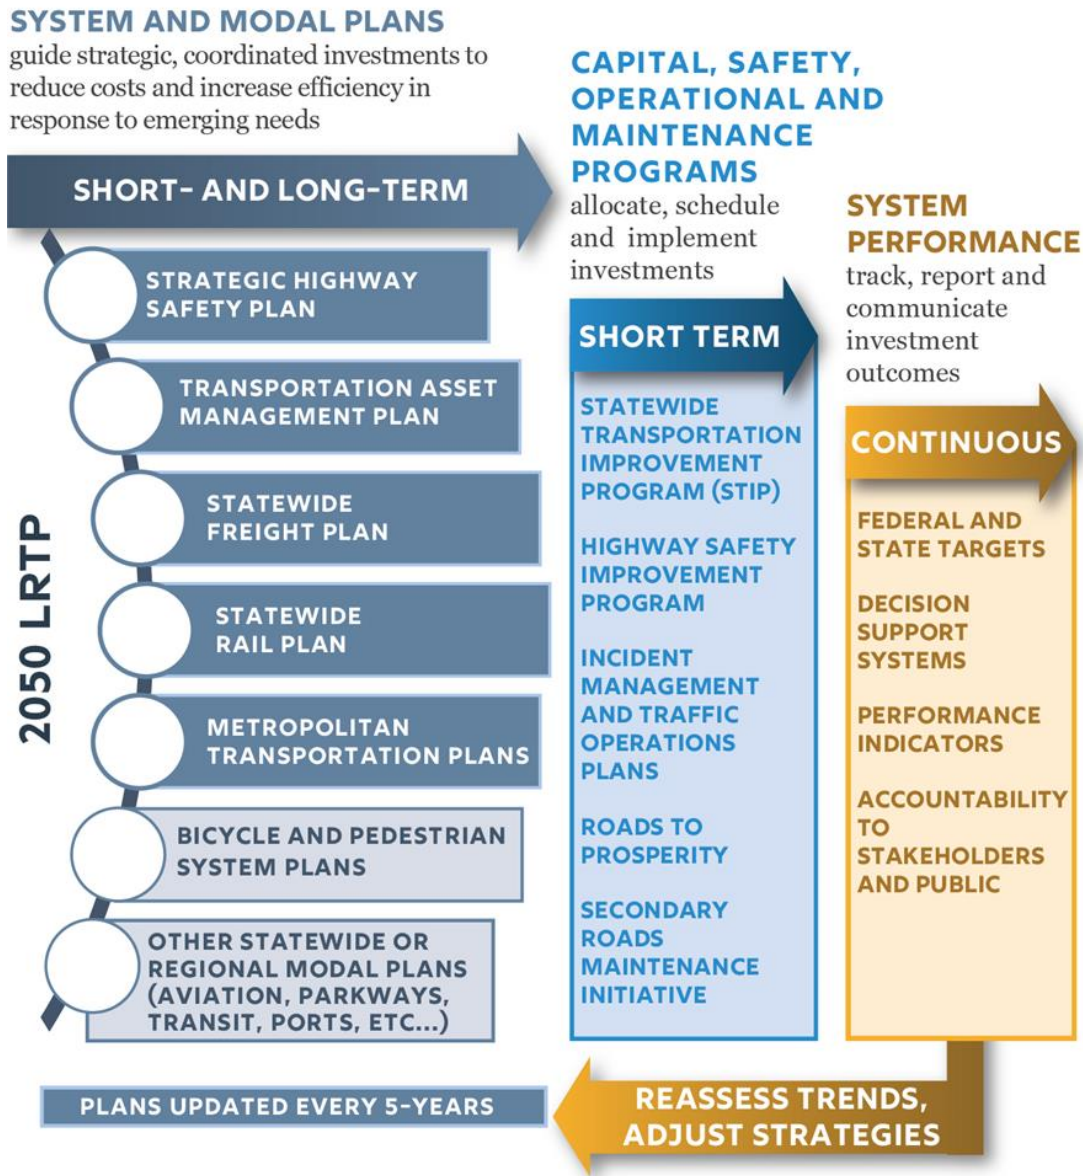 SYSTEM AND MODAL PLANS
guide strategic, coordinated investments to
reduce costs and increase efficiency in
response to emerging needs
SHORT- AND LONG-TERM
2050 LRTP
STRATEGIC HIGHWAY
SAFETY PLAN
TRANSPORTATION ASSET
MANAGEMENT PLAN
STATEWIDE
FREIGHT PLAN
STATEWIDE
RAIL PLAN
METROPOLITAN
TRANSPORTATION PLANS
BICYCLE AND PEDESTRIAN
SYSTEM PLANS
OTHER STATEWIDE OR
REGIONAL MODAL PLANS
(AVIATION, PARKWAYS,
TRANSIT, PORTS, ETC...)
PLANS UPDATED EVERY 5-YEARS
CAPITAL, SAFETY,
OPERATIONAL AND
MAINTENANCE
PROGRAMS
allocate, schedule
and implement
investments
SHORT TERM
STATEWIDE
TRANSPORTATION
IMPROVEMENT
PROGRAM (STIP)
HIGHWAY SAFETY
IMPROVEMENT
PROGRAM
INCIDENT
MANAGEMENT
AND TRAFFIC
OPERATIONS
PLANS
ROADS TO
PROSPERITY
SECONDARY
ROADS
MAINTENANCE
INITIATIVE
SYSTEM
PERFORMANCE
track, report and
communicate
investment
outcomes
CONTINUOUS
FEDERAL AND
STATE TARGETS
DECISION
SUPPORT
SYSTEMS
PERFORMANCE
INDICATORS
ACCOUNTABILITY
TO
STAKEHOLDERS
AND PUBLIC
REASSESS TRENDS,
ADJUST STRATEGIES